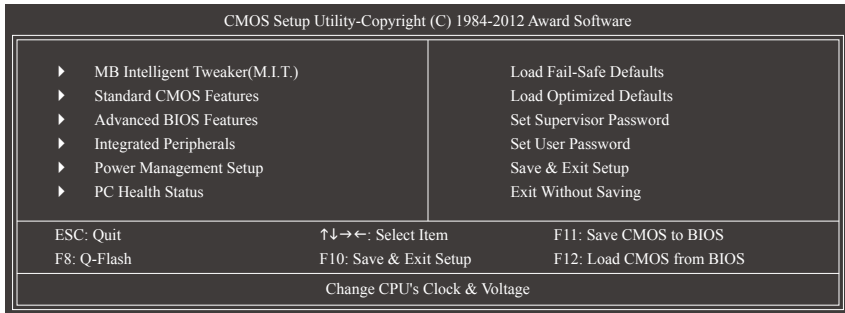 CMOS Setup Utility-Copyright (C) 1984-2012 Award Software
MB Intelligent Tweaker(M.I.T.)
Standard CMOS Features
Advanced BIOS Features
Integrated Peripherals
Power Management Setup
PC Health Status
Load Fail-Safe Defaults
Load Optimized Defaults
Set Supervisor Password
Set User Password
Save & Exit Setup
Exit Without Saving
ESC: Quit ↑↓→←: Select Item F11: Save CMOS to BIOS
F8: Q-Flash F10: Save & Exit Setup F12: Load CMOS from BIOS
Change CPU's Clock & Voltage